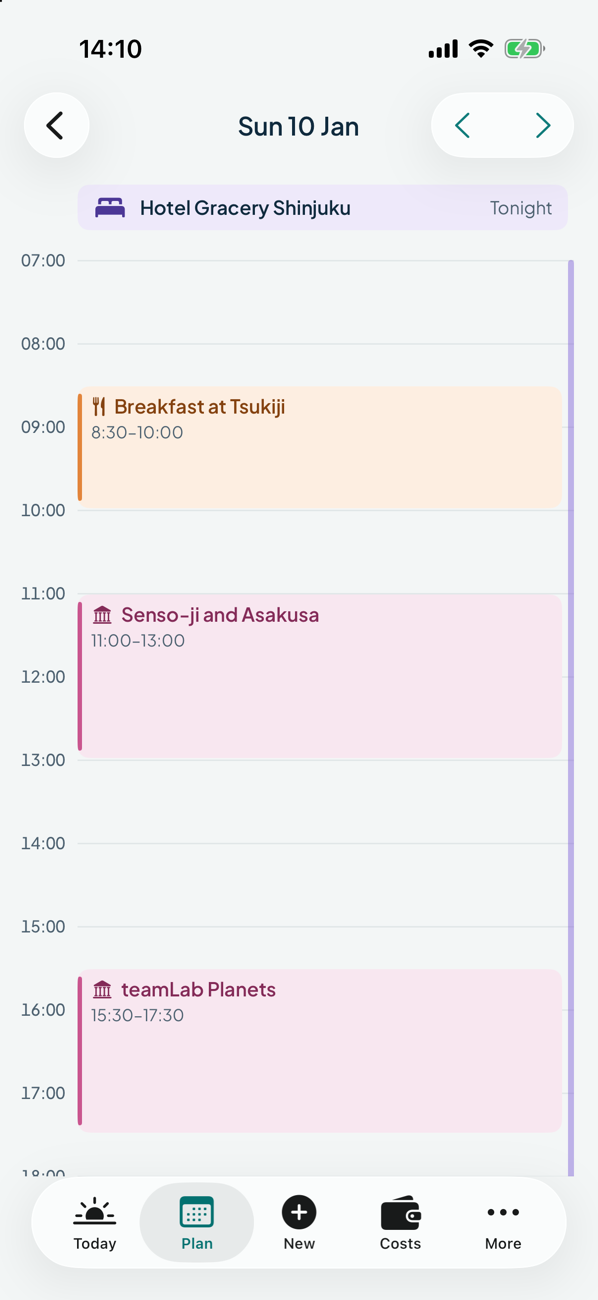 14:10
Sun 10 Jan
Hotel Gracery Shinjuku Tonight
07:00
08:00
Breakfast at Tsukiji
09:00
8:30–10:00
10:00
11:00
Senso-ji and Asakusa
11:00–13:00
12:00
13:00
14:00
15:00
teamLab Planets
16:00
15:30–17:30
17:00
18:00
Today Plan New Costs More